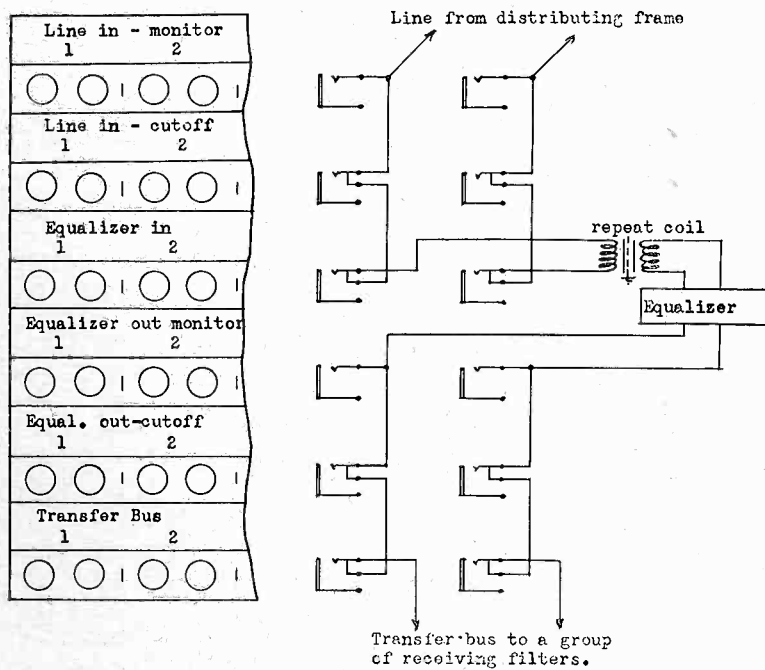 Line in - monitor
1 2
Line in - cutoff
1 2
Equalizer in
1 2
Equalizer out monitor
1 2
Equal. out-cutoff
1 2
Transfer Bus
1 2
Line from distributing frame
repeat coil
Equalizer
Transfer bus to a group
of receiving filters.